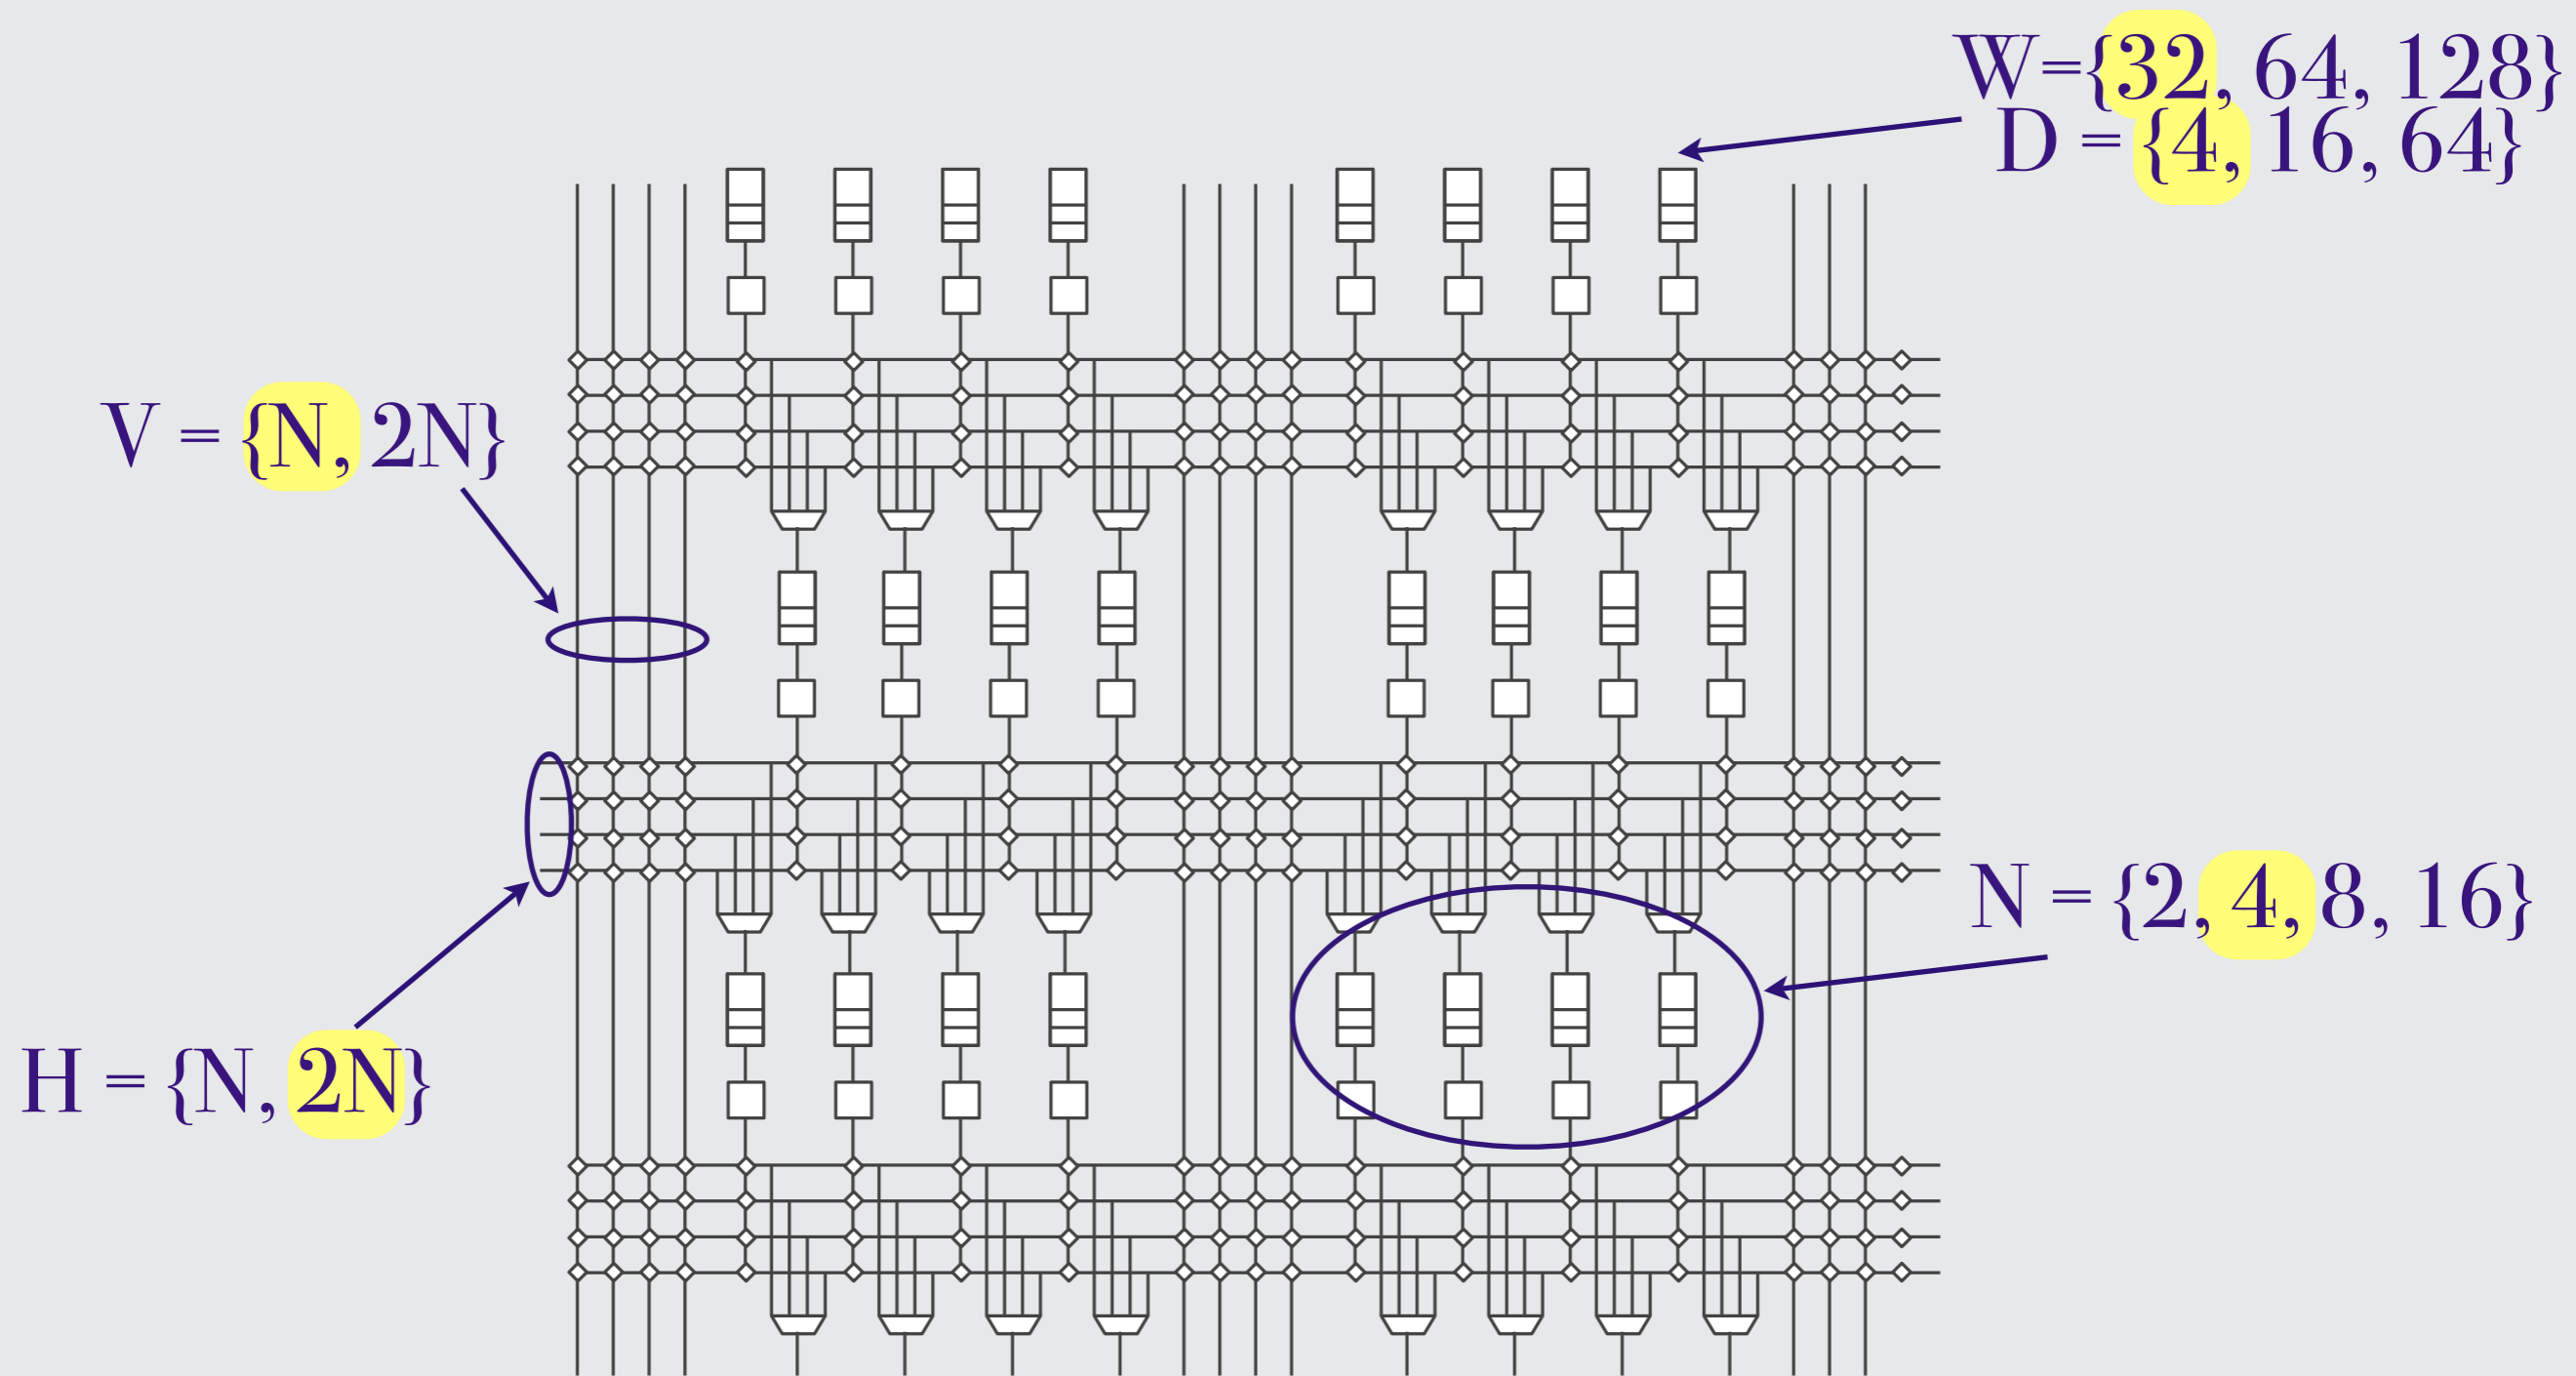 W={32, 64, 128}
D = {4, 16, 64}
V = {N, 2N}
N = {2, 4, 8, 16}
H = {N, 2N}